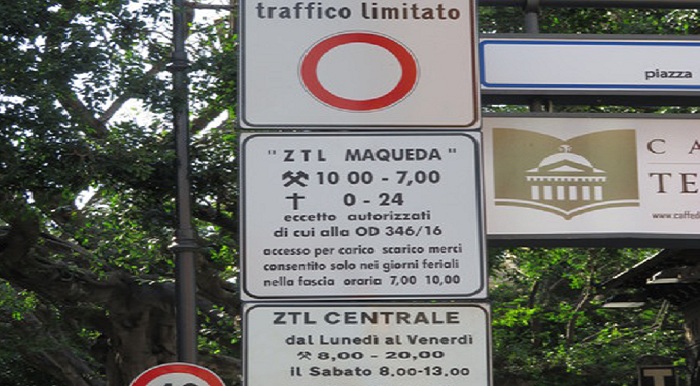 traffico limitato
" ZTL MAQUEDA "
⚒ 10 00 - 7,00
✝ 0 - 24
eccetto autorizzati
di cui alla OD 346/16
accesso per carico scarico merci
consentito solo nei giorni feriali
nella fascia oraria 7,00 10,00
ZTL CENTRALE
dal Lunedì al Venerdì
⚒ 8,00 - 20,00
il Sabato 8,00-13,00
piazza
CA
TE